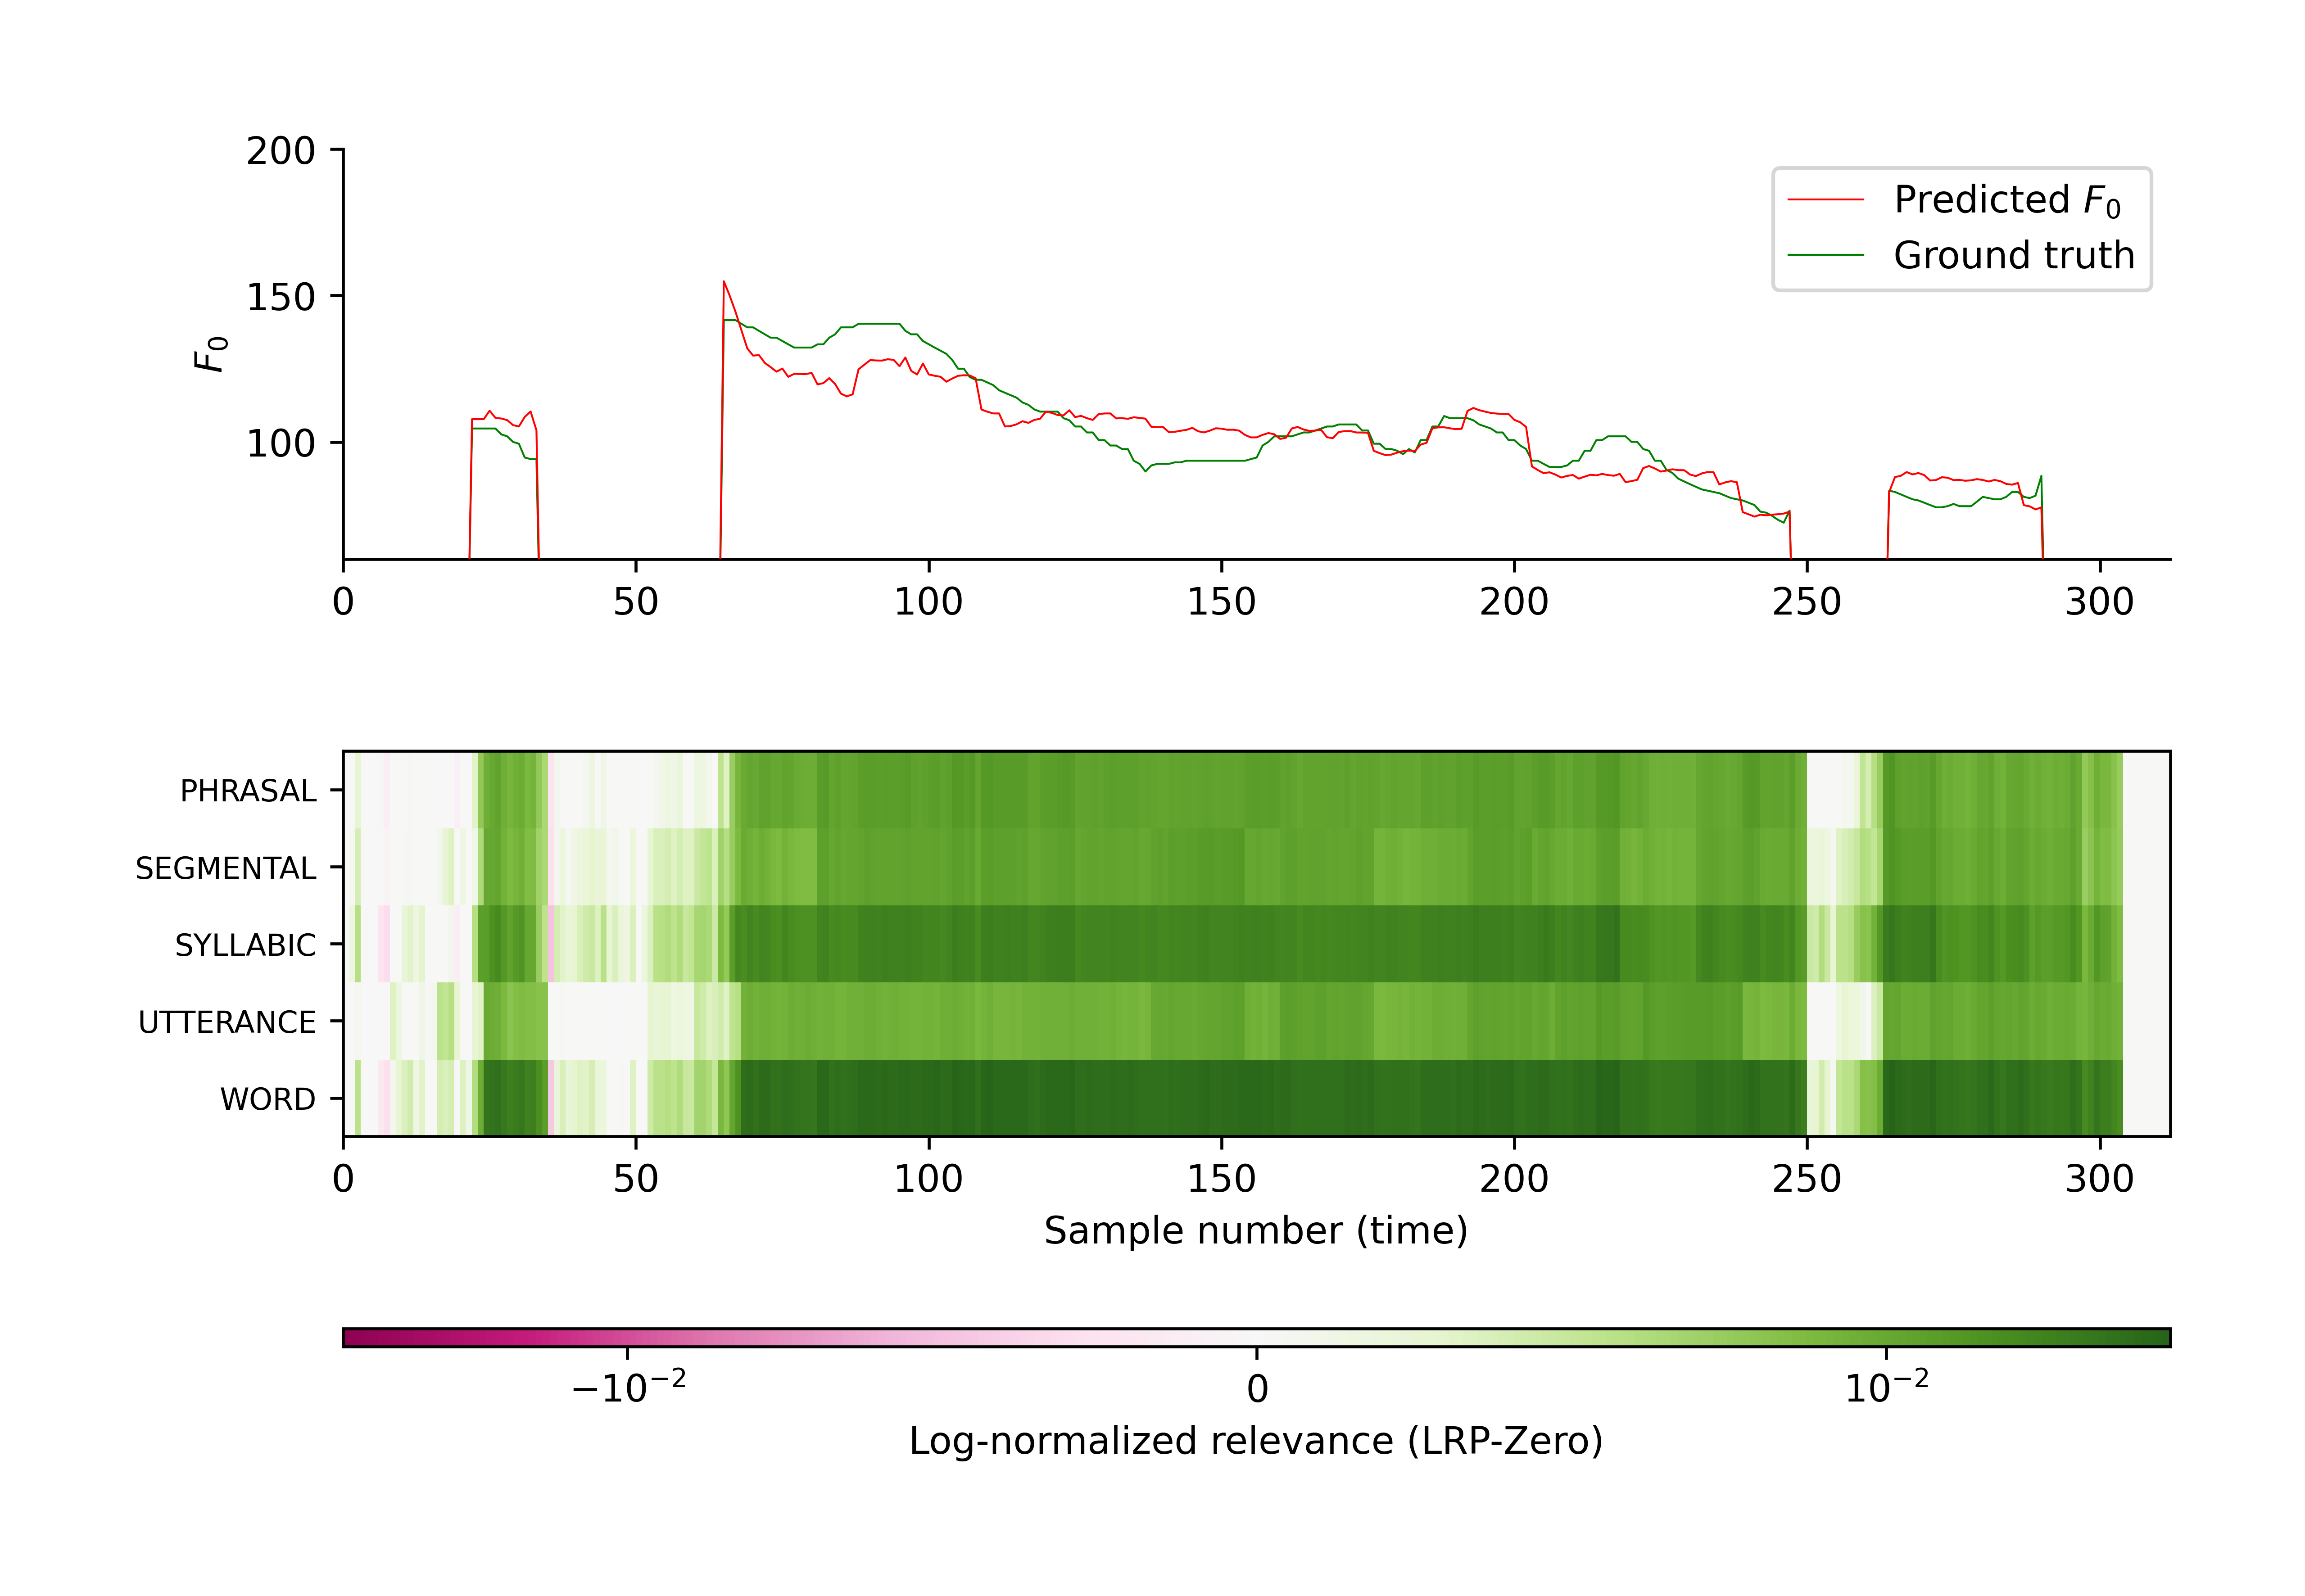 200
150
100
F₀
Predicted F₀
Ground truth
0 50 100 150 200 250 300
PHRASAL
SEGMENTAL
SYLLABIC
UTTERANCE
WORD
0 50 100 150 200 250 300
Sample number (time)
−10⁻² 0 10⁻²
Log-normalized relevance (LRP-Zero)